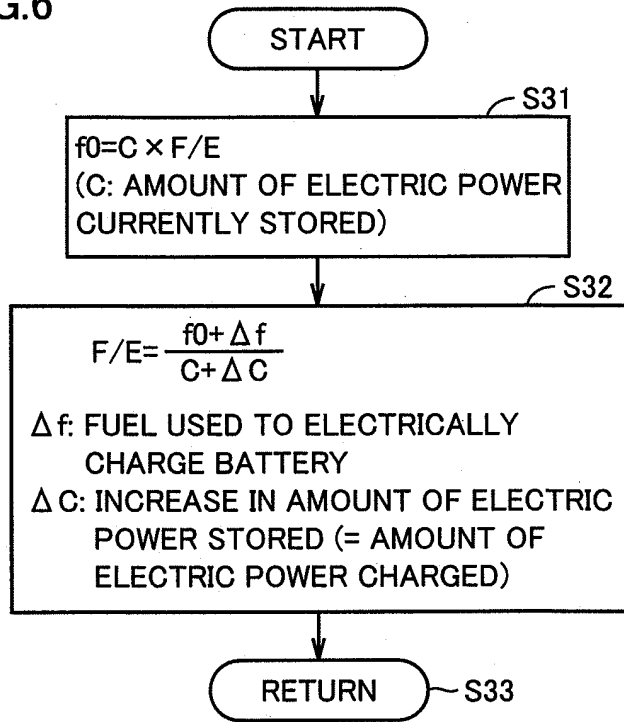 G.6
START
S31
f0=C×F/E
(C: AMOUNT OF ELECTRIC POWER
CURRENTLY STORED)
S32
F/E= f0+Δf / C+ΔC
Δf: FUEL USED TO ELECTRICALLY
CHARGE BATTERY
ΔC: INCREASE IN AMOUNT OF ELECTRIC
POWER STORED (= AMOUNT OF
ELECTRIC POWER CHARGED)
RETURN
S33